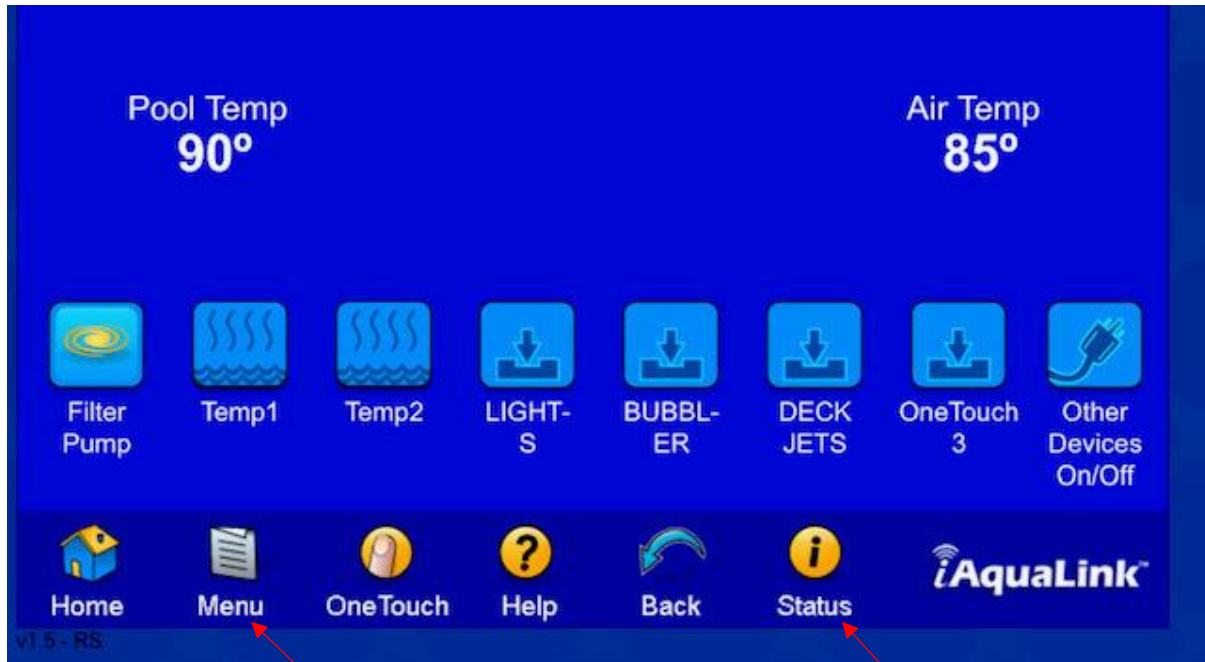 Pool Temp
90º
Air Temp
85º
Filter
Pump
Temp1
Temp2
LIGHT-
S
BUBBL-
ER
DECK
JETS
OneTouch
3
Other
Devices
On/Off
?
i
Home
Menu
OneTouch
Help
Back
Status
iAquaLink™
v1.5 - RS